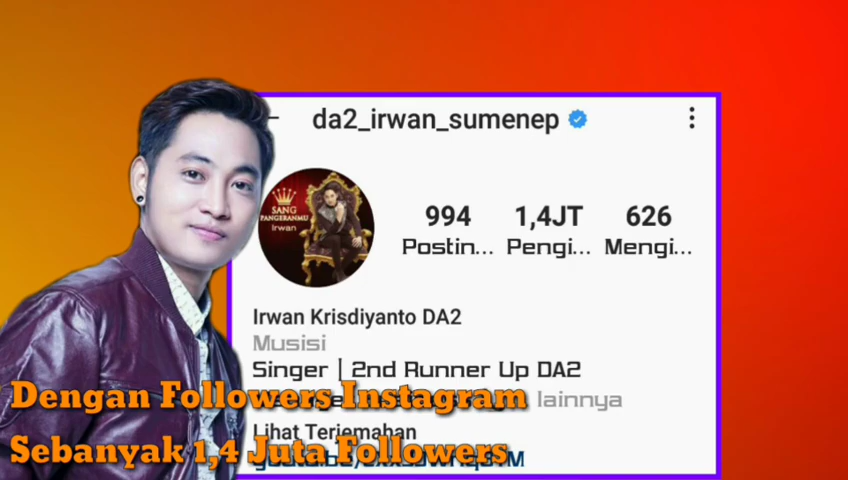 da2_irwan_sumenep
994 1,4JT 626
Postin... Pengi... Mengi...
SANG
PANGERANMU
Irwan
Irwan Krisdiyanto DA2
Musisi
Singer | 2nd Runner Up DA2
lainnya
Dengan Followers Instagram
Lihat Terjemahan
Sebanyak 1,4 Juta Followers